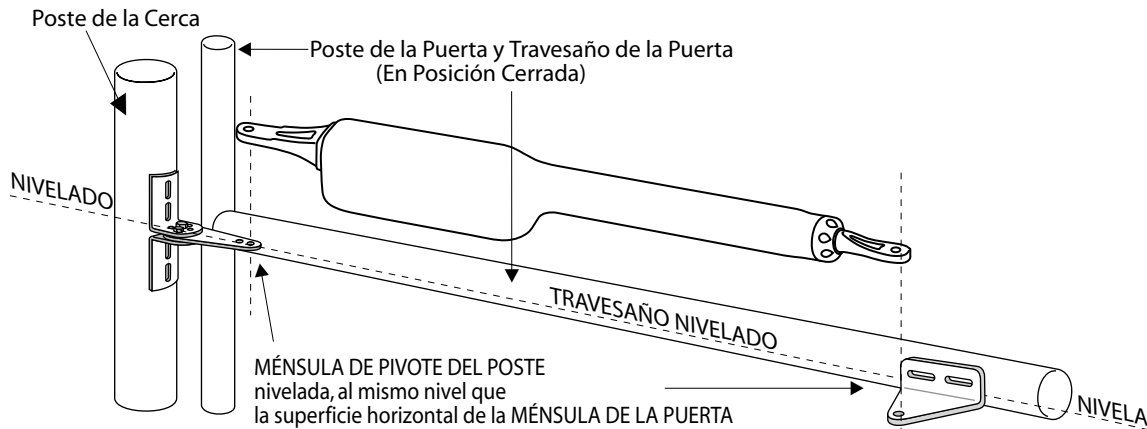 Poste de la Cerca
Poste de la Puerta y Travesaño de la Puerta
(En Posición Cerrada)
NIVELADO
TRAVESAÑO NIVELADO
MÉNSULA DE PIVOTE DEL POSTE
nivelada, al mismo nivel que
la superficie horizontal de la MÉNSULA DE LA PUERTA
NIVELA